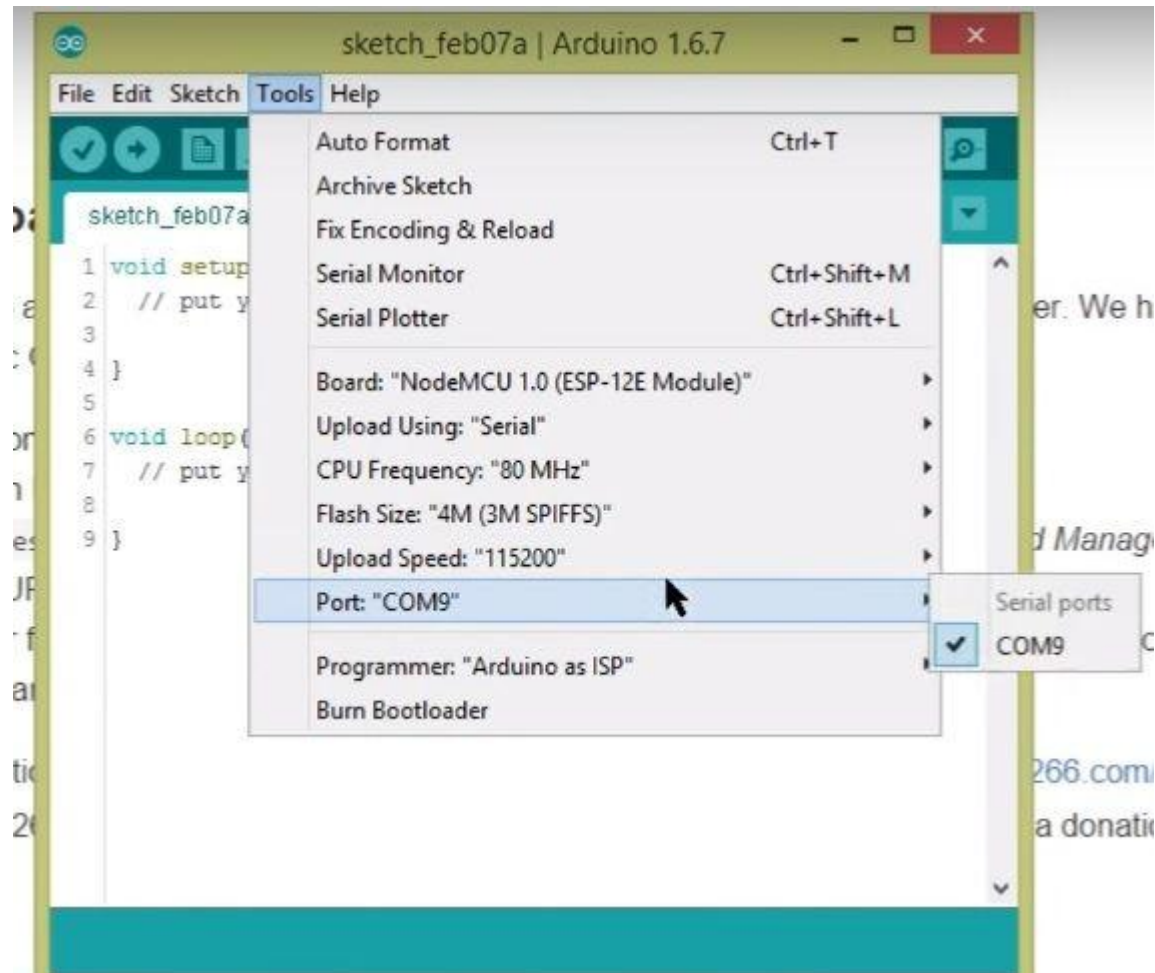 sketch_feb07a | Arduino 1.6.7
File Edit Sketch Tools Help
Auto Format Ctrl+T
Archive Sketch
Fix Encoding & Reload
Serial Monitor Ctrl+Shift+M
Serial Plotter Ctrl+Shift+L
Board: "NodeMCU 1.0 (ESP-12E Module)"
Upload Using: "Serial"
CPU Frequency: "80 MHz"
Flash Size: "4M (3M SPIFFS)"
Upload Speed: "115200"
Port: "COM9"
Programmer: "Arduino as ISP"
Burn Bootloader
Serial ports
COM9
sketch_feb07a
1 void setup
2 // put y
3
4 }
5
6 void loop(
7 // put y
8
9 }
er. We h
d Manag
266.com/
a donatio